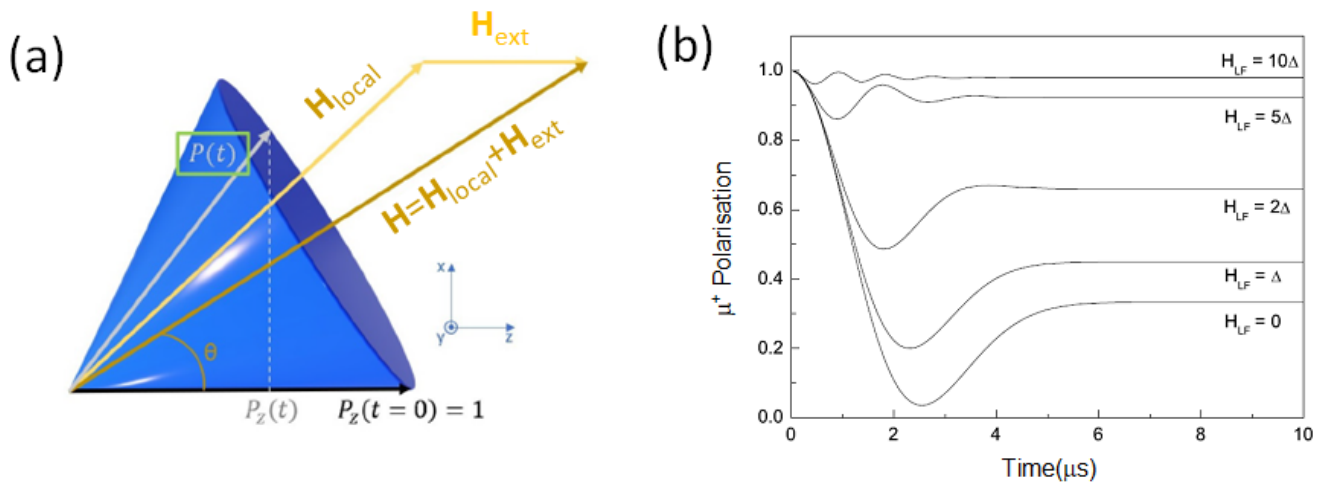 (a)
H_ext
H_local
P(t)
H=H_local+H_ext
x
y
z
θ
P_z(t)
P_z(t = 0) = 1
(b)
μ⁺ Polarisation
1.0
0.8
0.6
0.4
0.2
0.0
H_LF = 10Δ
H_LF = 5Δ
H_LF = 2Δ
H_LF = Δ
H_LF = 0
0
2
4
6
8
10
Time(μs)